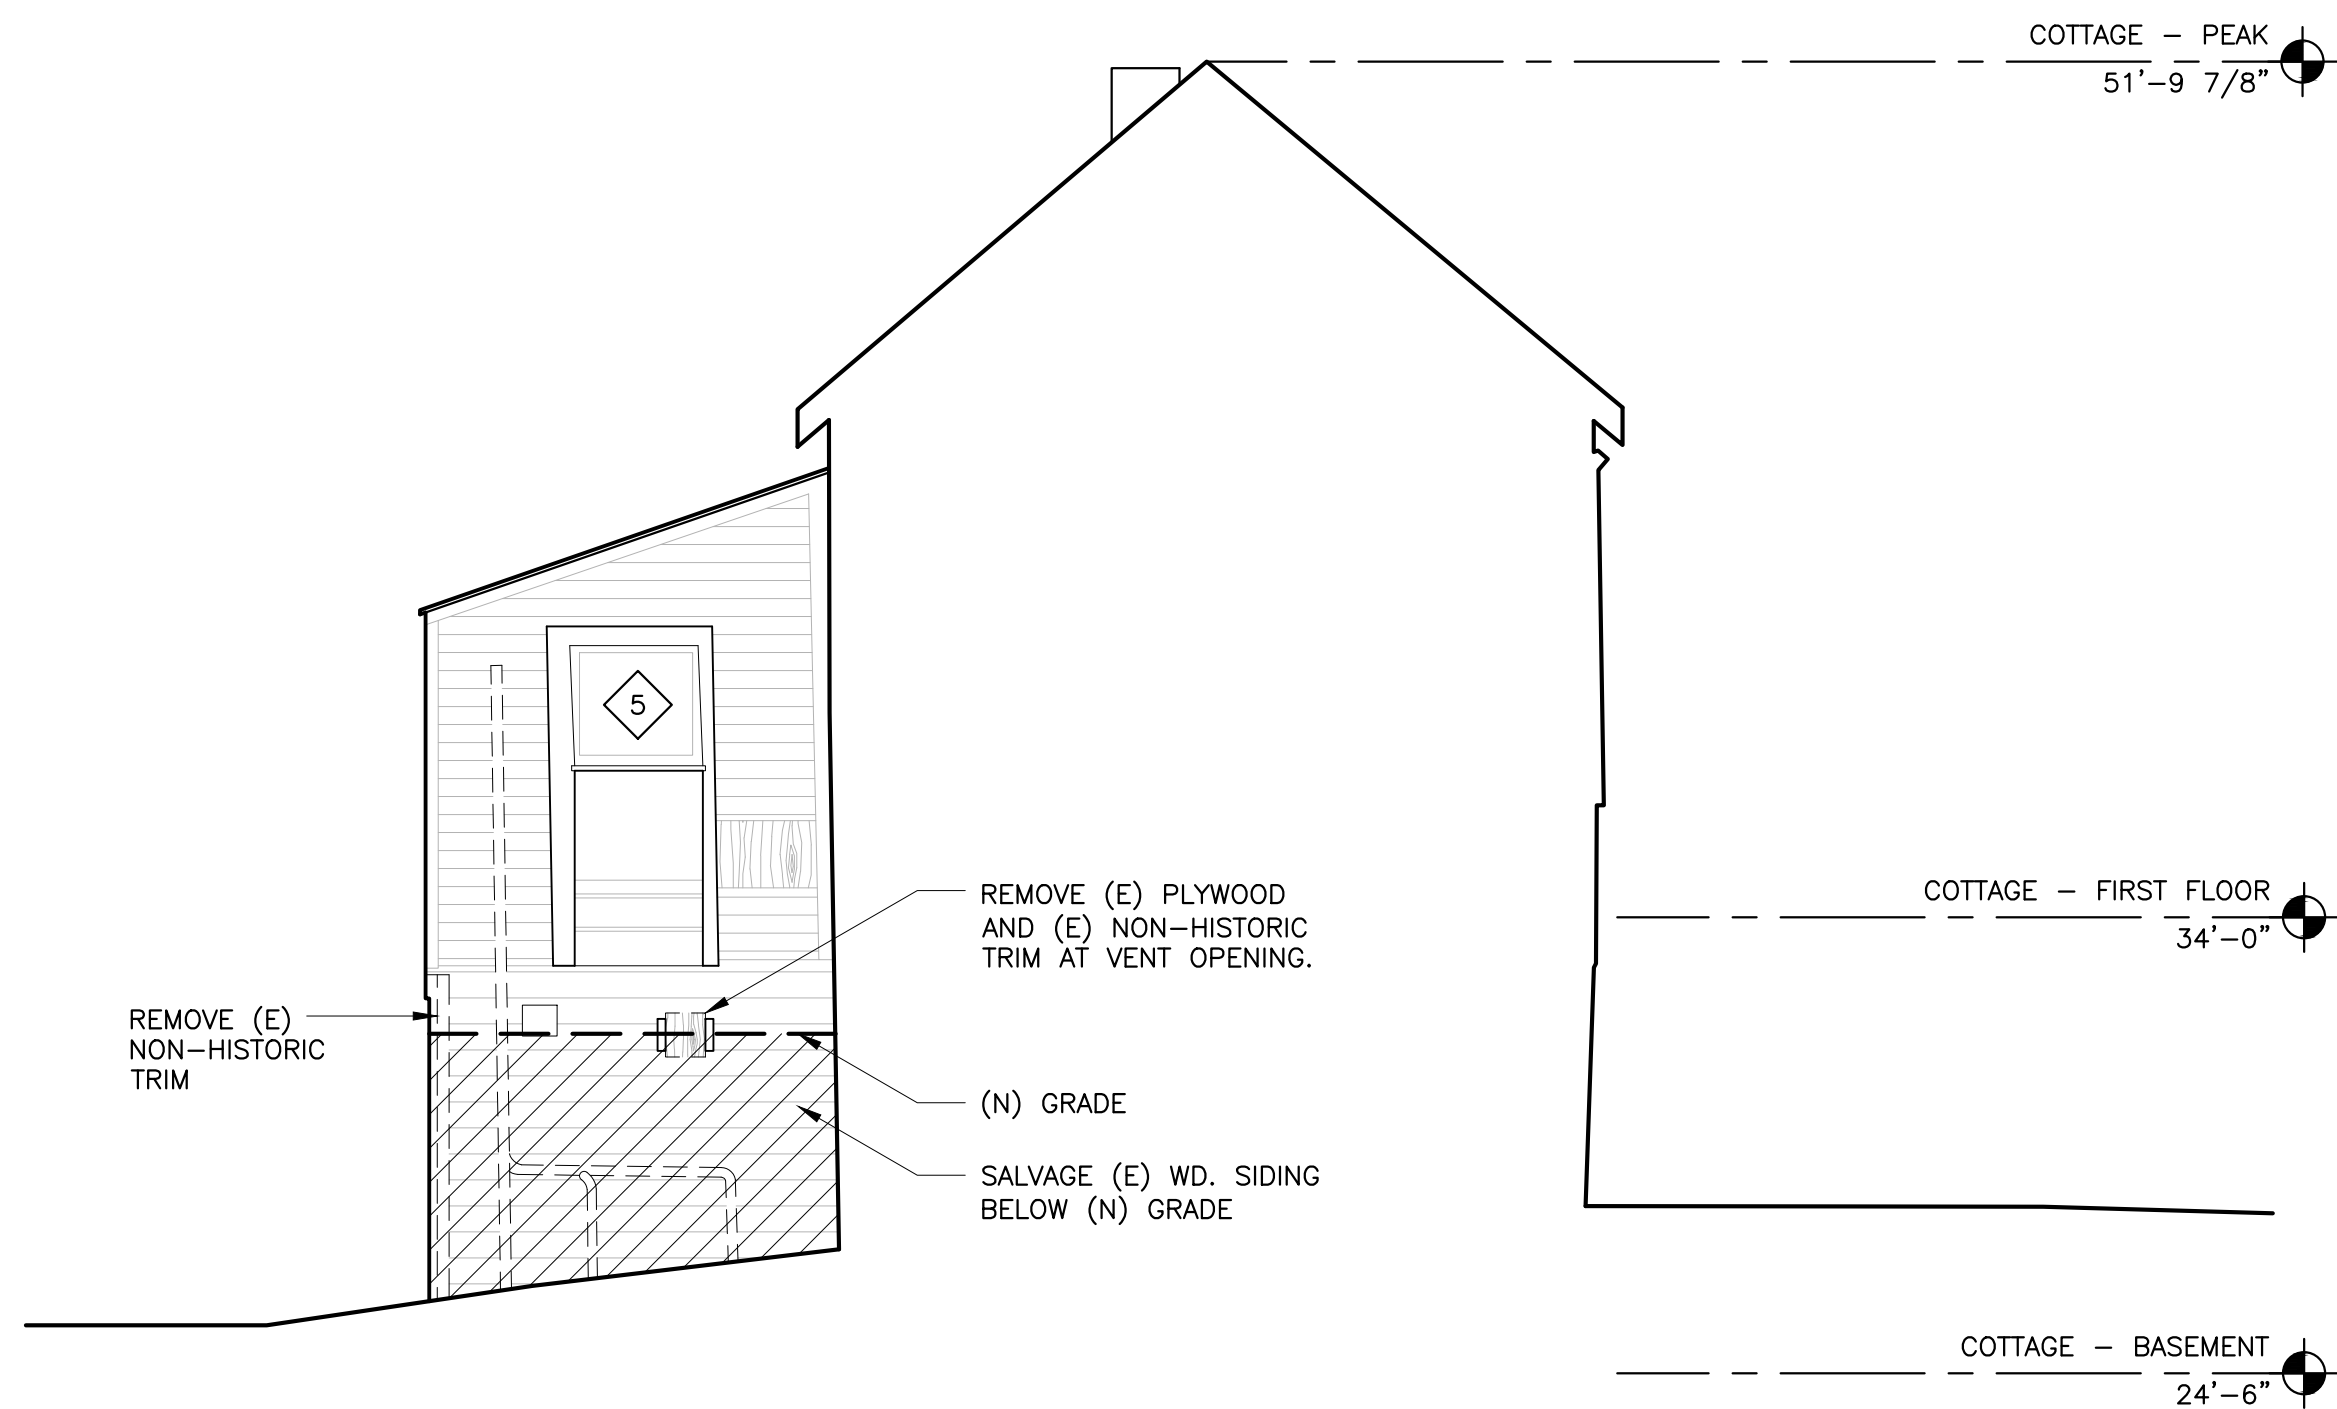 COTTAGE - PEAK
51'-9 7/8"
5
REMOVE (E) PLYWOOD
AND (E) NON-HISTORIC
TRIM AT VENT OPENING.
COTTAGE - FIRST FLOOR
34'-0"
REMOVE (E)
NON-HISTORIC
TRIM
(N) GRADE
SALVAGE (E) WD. SIDING
BELOW (N) GRADE
COTTAGE - BASEMENT
24'-6"